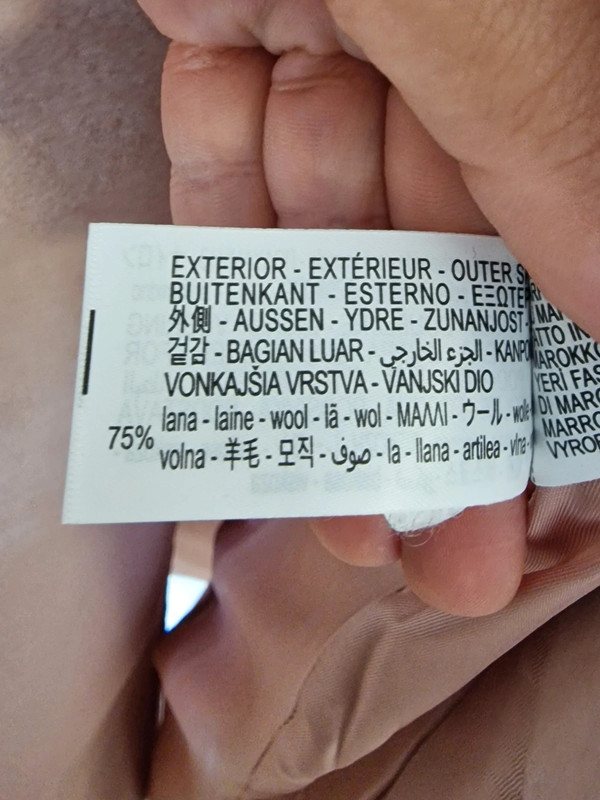 EXTERIOR - EXTÉRIEUR - OUTER
BUITENKANT - ESTERNO -
外側 - AUSSEN - YDRE - ZUNANJOST -
겉감 - BAGIAN LUAR - الجزء الخارجي -
VONKAJŠIA VRSTVA - VANJSKI DIO
75% lana - laine - wool - lã - wol - ΜΑΛΛΙ - ウール -
volna - 羊毛 - 모직 - صوف - la - llana - artilea - vlna -
DI